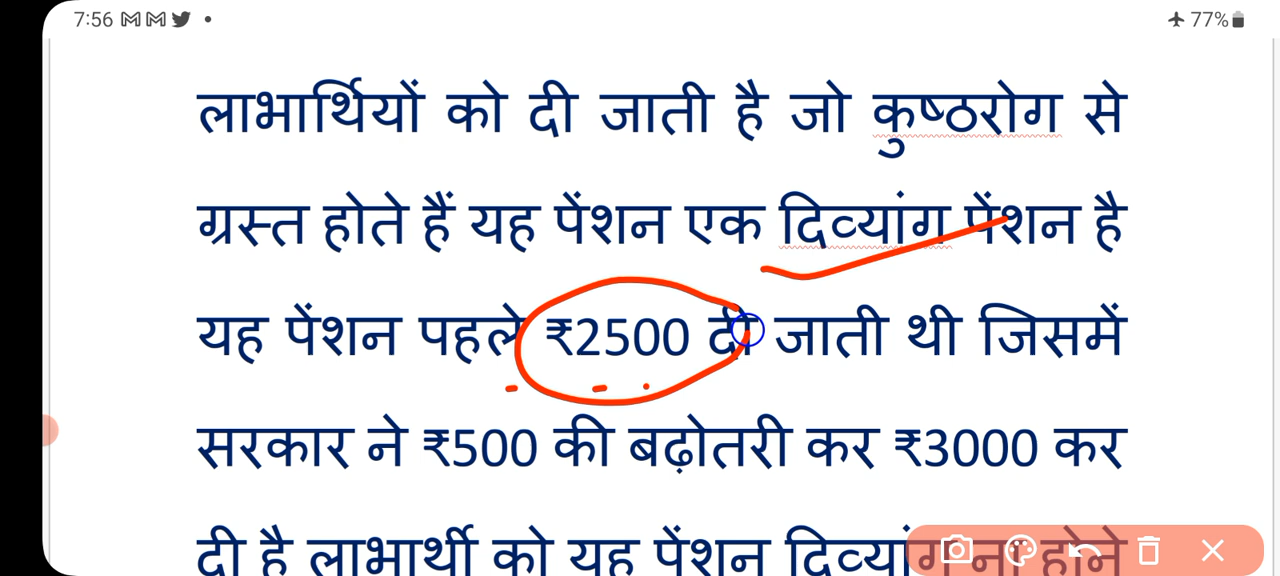 7:56
77%
लाभार्थियों को दी जाती है जो कुष्ठरोग से
ग्रस्त होते हैं यह पेंशन एक दिव्यांग पेंशन है
यह पेंशन पहले ₹2500 दी जाती थी जिसमें
सरकार ने ₹500 की बढ़ोतरी कर ₹3000 कर
दी है लाभार्थी को यह पेंशन दिव्यांग ना होने